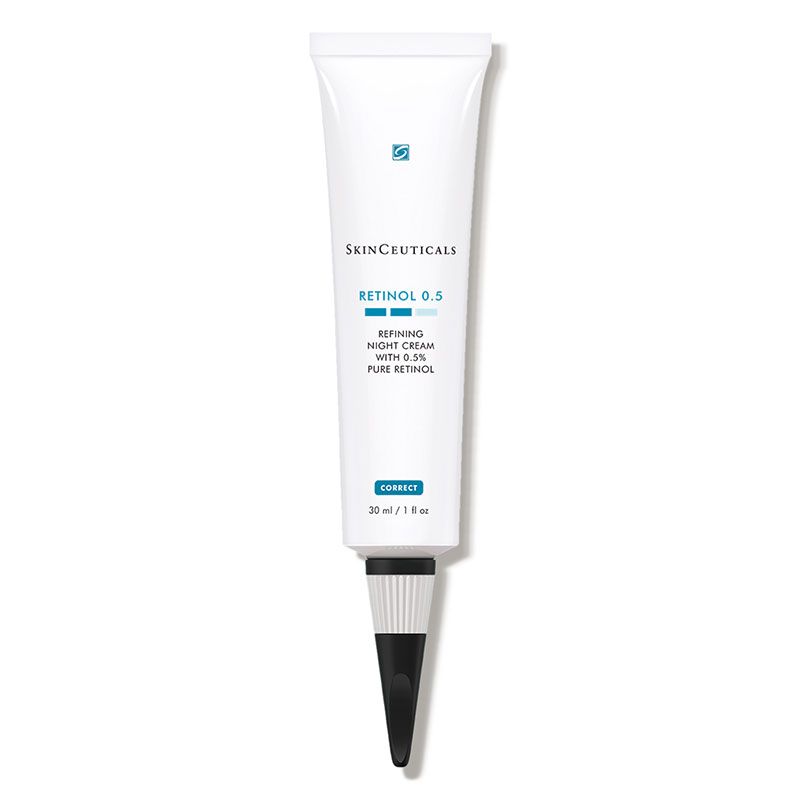 SKINCEUTICALS
RETINOL 0.5
REFINING
NIGHT CREAM
WITH 0.5%
PURE RETINOL
CORRECT
30 ml / 1 fl oz